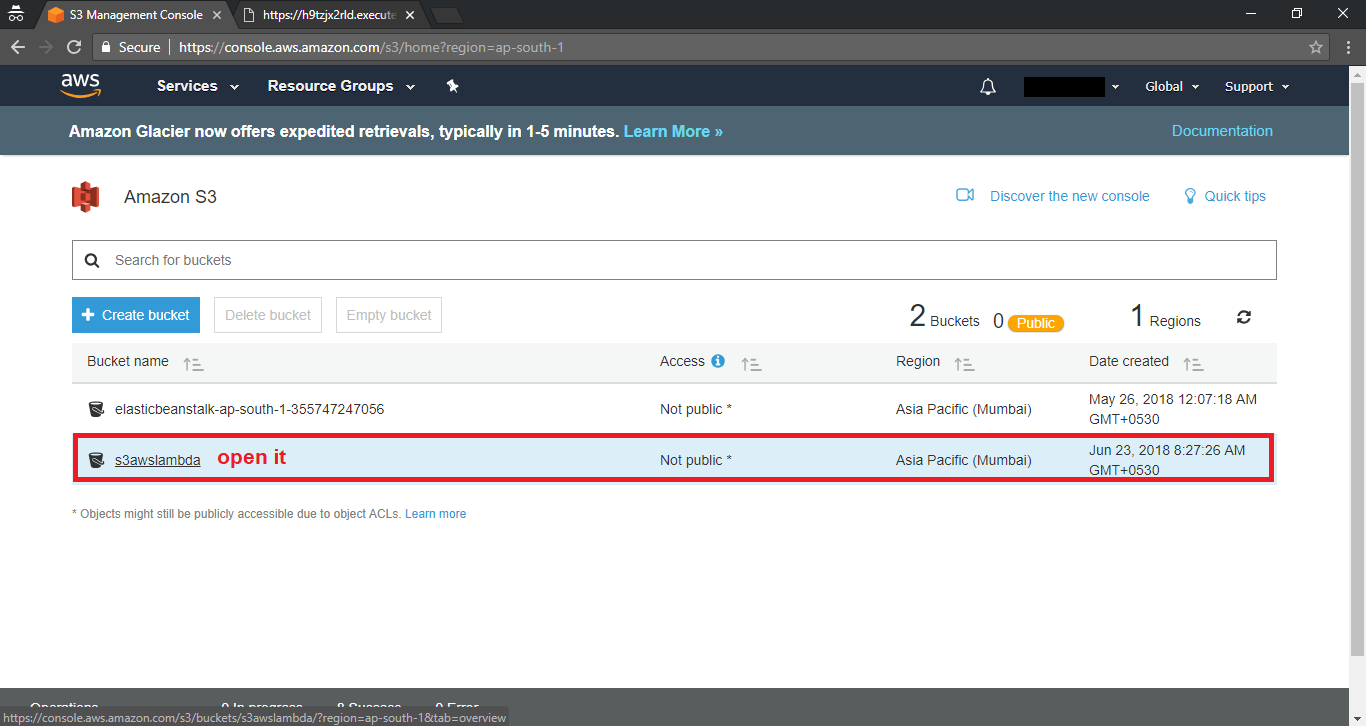 S3 Management Console
https://h9tzjx2rld.execute
Secure https://console.aws.amazon.com/s3/home?region=ap-south-1
aws Services Resource Groups Global Support
Amazon Glacier now offers expedited retrievals, typically in 1-5 minutes. Learn More » Documentation
Amazon S3 Discover the new console Quick tips
Search for buckets
+ Create bucket Delete bucket Empty bucket 2 Buckets 0 Public 1 Regions
Bucket name Access Region Date created
elasticbeanstalk-ap-south-1-355747247056 Not public * Asia Pacific (Mumbai) May 26, 2018 12:07:18 AM
GMT+0530
s3awslambda open it Not public * Asia Pacific (Mumbai) Jun 23, 2018 8:27:26 AM
GMT+0530
* Objects might still be publicly accessible due to object ACLs. Learn more
Operations 0 In progress 8 Success 0 Error
https://console.aws.amazon.com/s3/buckets/s3awslambda/?region=ap-south-1&tab=overview